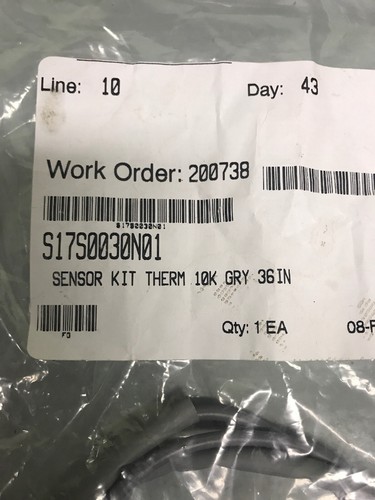 Line: 10 Day: 43
Work Order: 200738
S17S0030N01
S17S0030N01
SENSOR KIT THERM 10K GRY 36IN
Qty: 1 EA 08-F
F3